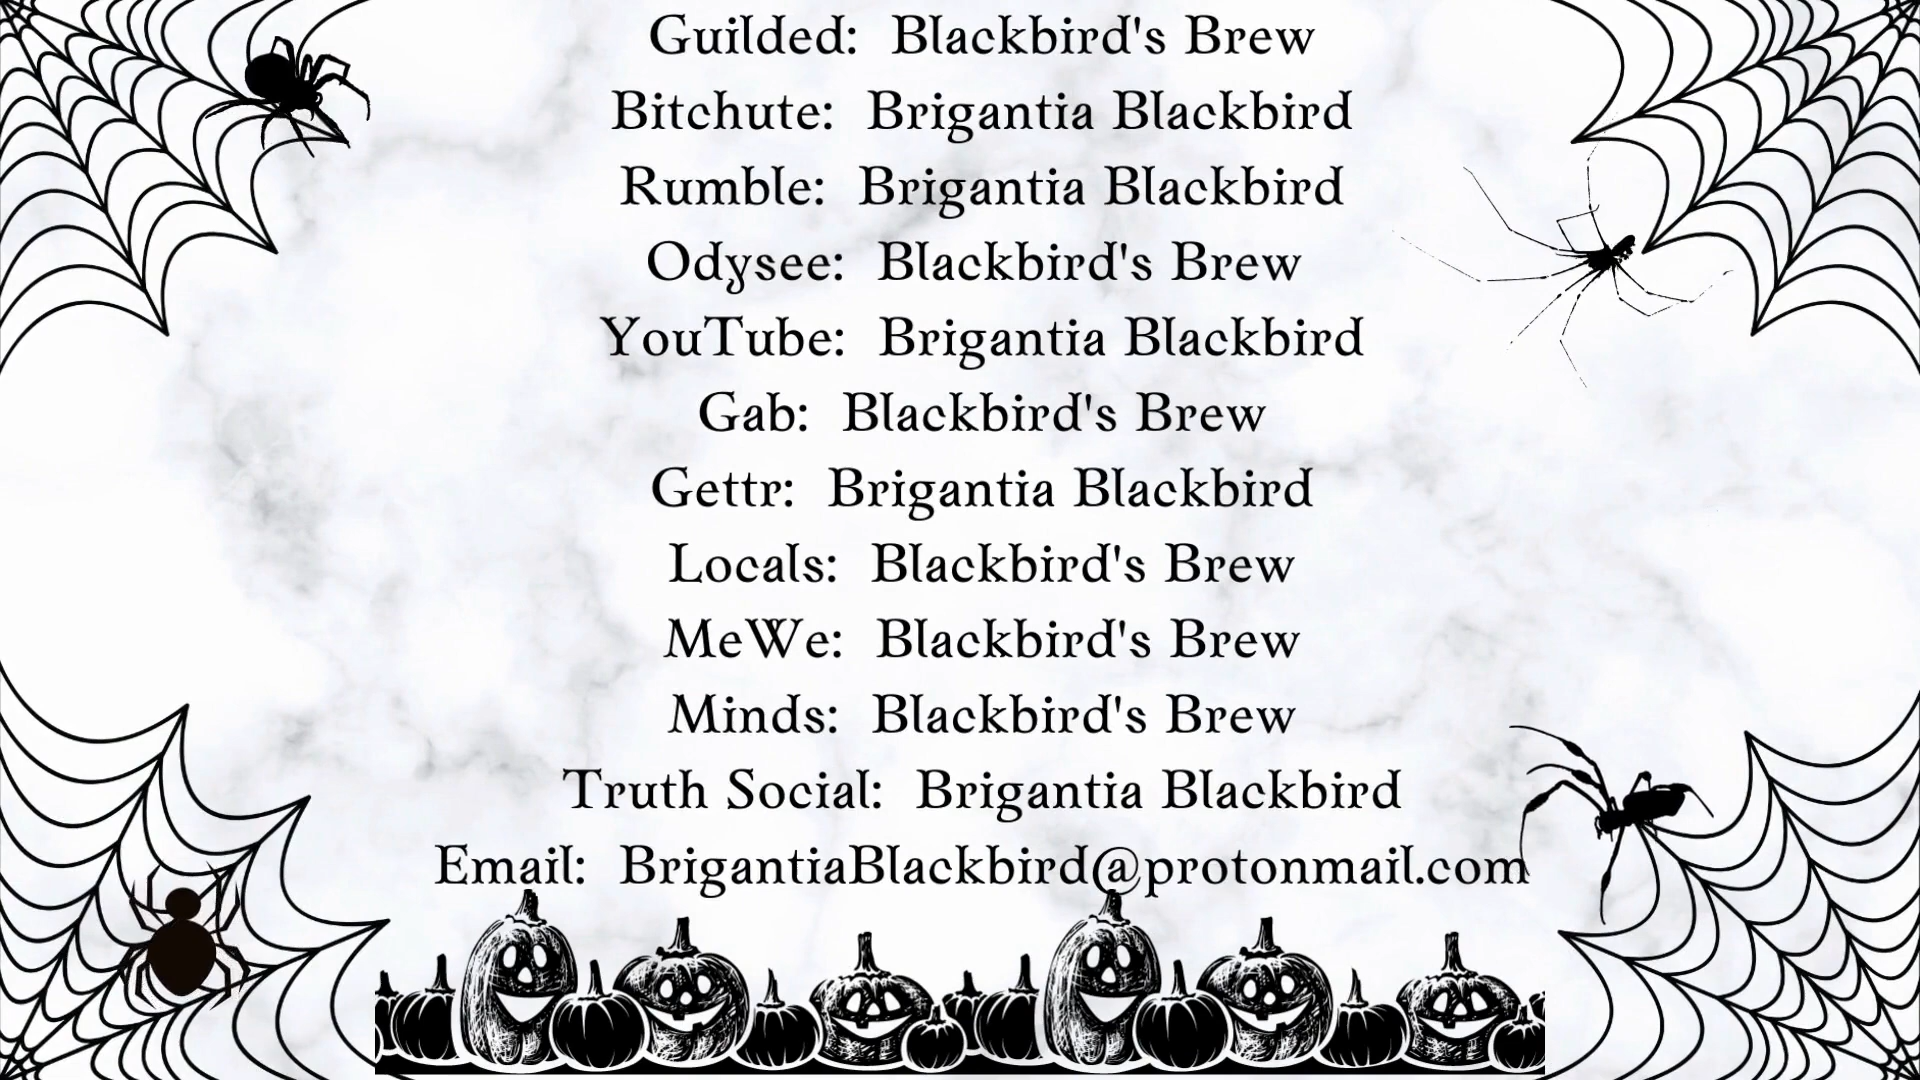 Guilded:  Blackbird's Brew
Bitchute:  Brigantia Blackbird
Rumble:  Brigantia Blackbird
Odysee:  Blackbird's Brew
YouTube:  Brigantia Blackbird
Gab:  Blackbird's Brew
Gettr:  Brigantia Blackbird
Locals:  Blackbird's Brew
MeWe:  Blackbird's Brew
Minds:  Blackbird's Brew
Truth Social:  Brigantia Blackbird
Email:  BrigantiaBlackbird@protonmail.com